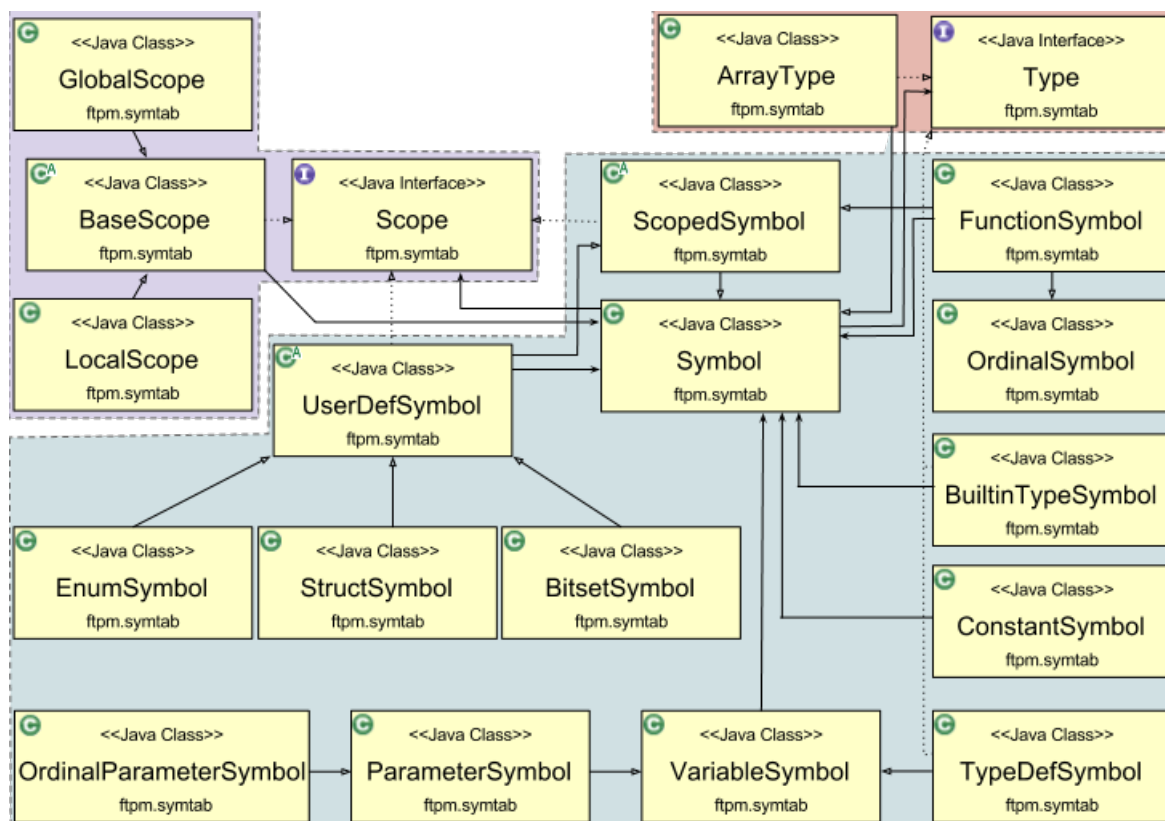 C
<<Java Class>>
GlobalScope
ftpm.symtab
C
<<Java Class>>
ArrayType
ftpm.symtab
I
<<Java Interface>>
Type
ftpm.symtab
CA
<<Java Class>>
BaseScope
ftpm.symtab
I
<<Java Interface>>
Scope
ftpm.symtab
CA
<<Java Class>>
ScopedSymbol
ftpm.symtab
C
<<Java Class>>
FunctionSymbol
ftpm.symtab
C
<<Java Class>>
LocalScope
ftpm.symtab
CA
<<Java Class>>
UserDefSymbol
ftpm.symtab
C
<<Java Class>>
Symbol
ftpm.symtab
C
<<Java Class>>
OrdinalSymbol
ftpm.symtab
C
<<Java Class>>
BuiltinTypeSymbol
ftpm.symtab
C
<<Java Class>>
EnumSymbol
ftpm.symtab
C
<<Java Class>>
StructSymbol
ftpm.symtab
C
<<Java Class>>
BitsetSymbol
ftpm.symtab
C
<<Java Class>>
ConstantSymbol
ftpm.symtab
C
<<Java Class>>
OrdinalParameterSymbol
ftpm.symtab
C
<<Java Class>>
ParameterSymbol
ftpm.symtab
C
<<Java Class>>
VariableSymbol
ftpm.symtab
C
<<Java Class>>
TypeDefSymbol
ftpm.symtab